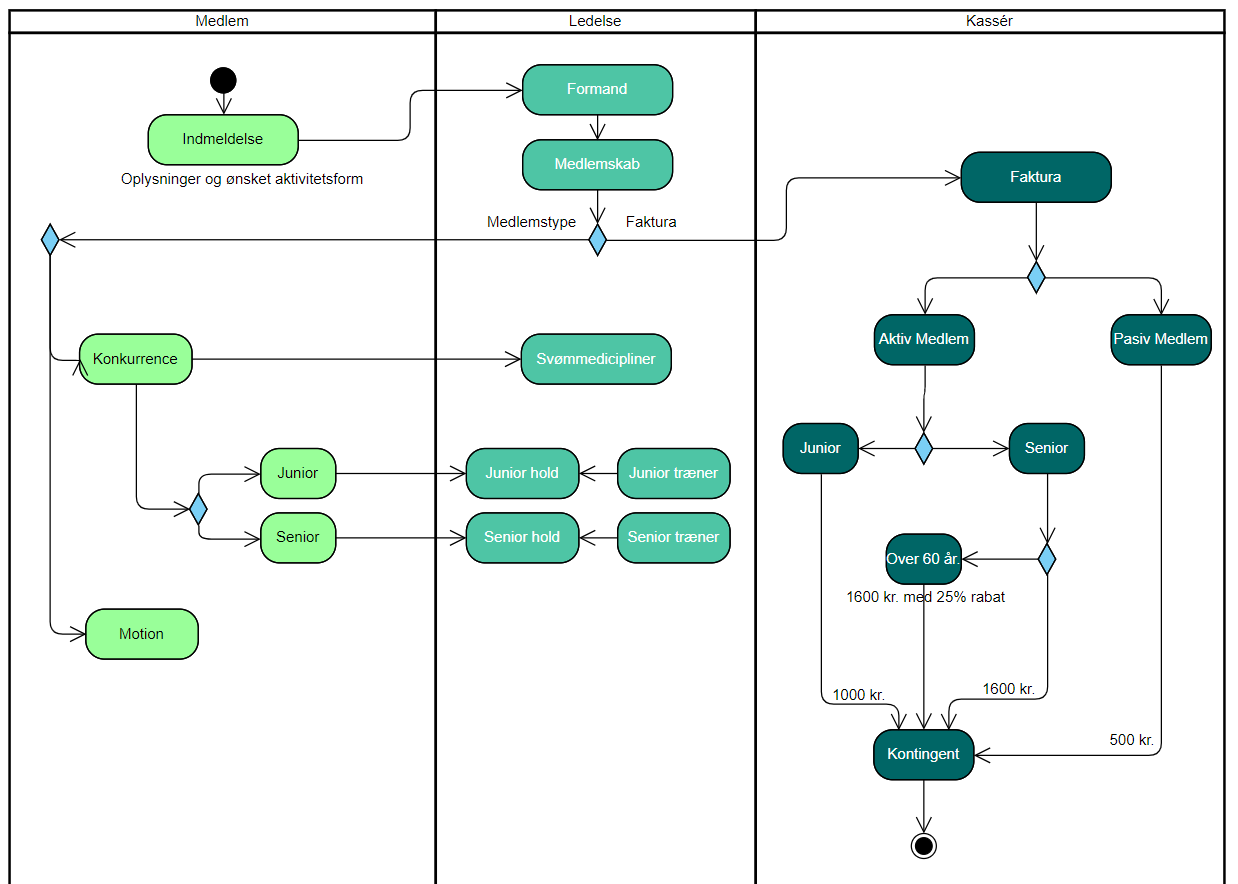 Medlem
Ledelse
Kassér
Indmeldelse
Oplysninger og ønsket aktivitetsform
Formand
Medlemskab
Medlemstype
Faktura
Faktura
Aktiv Medlem
Pasiv Medlem
Konkurrence
Svømmedicipliner
Junior
Senior
Junior
Junior hold
Junior træner
Senior
Senior hold
Senior træner
Over 60 år.
1600 kr. med 25% rabat
Motion
1000 kr.
1600 kr.
500 kr.
Kontingent